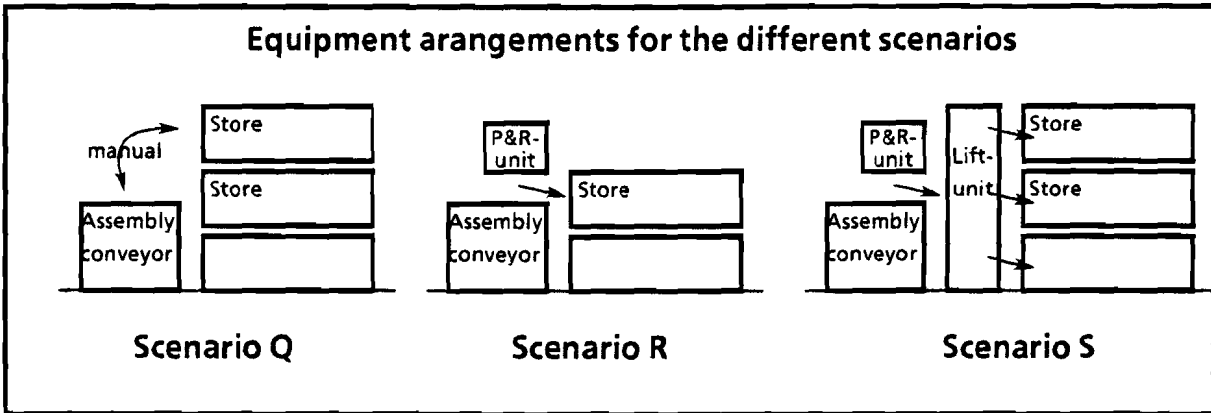 Equipment arangements for the different scenarios
Store
manual
Store
Assembly
conveyor
Scenario Q
P&R-
unit
Store
Assembly
conveyor
Scenario R
P&R-
unit
Lift-
unit
Store
Store
Assembly
conveyor
Scenario S